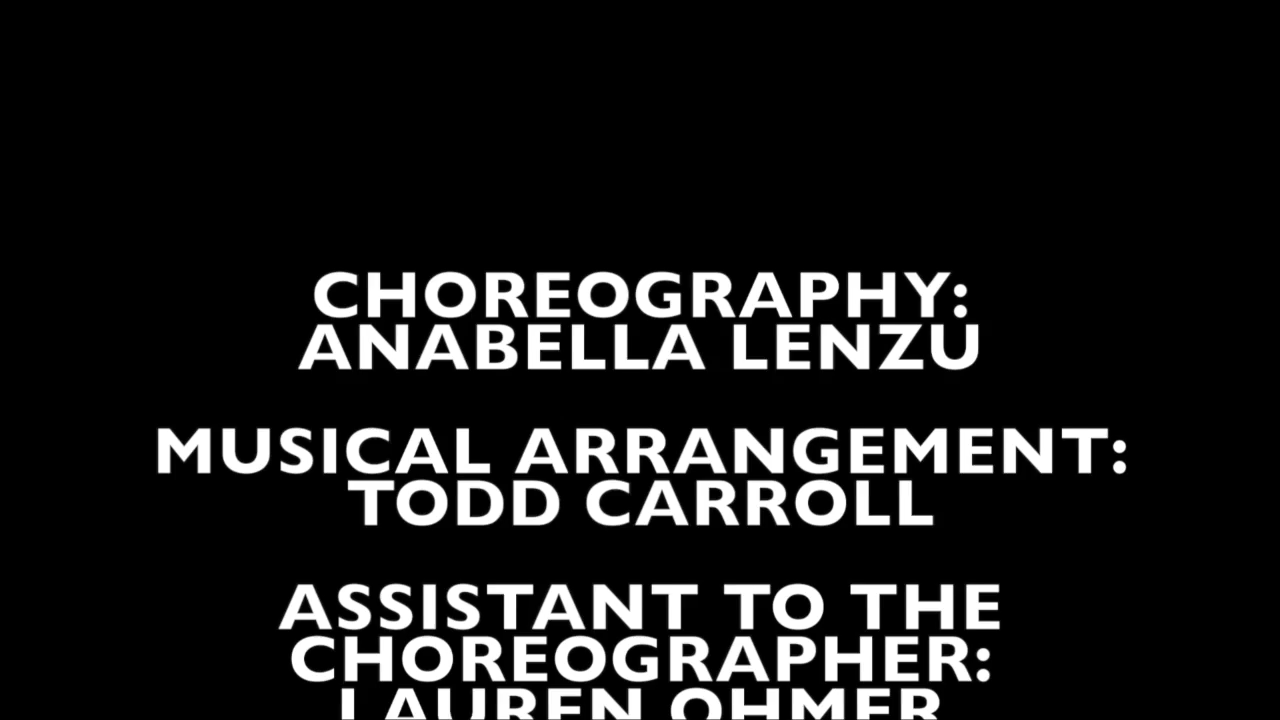 CHOREOGRAPHY:
ANABELLA LENZU
MUSICAL ARRANGEMENT:
TODD CARROLL
ASSISTANT TO THE
CHOREOGRAPHER:
LAUREN OHMER